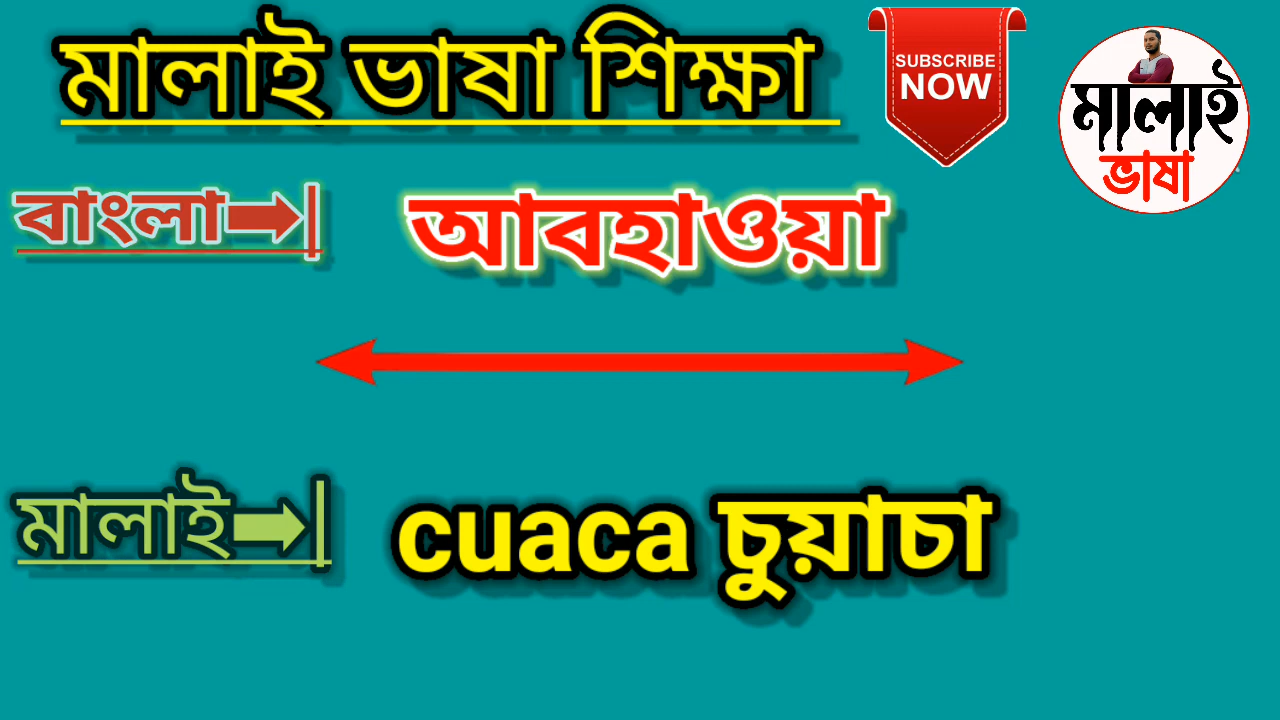 মালাই ভাষা শিক্ষা
SUBSCRIBE
NOW
মালাই
ভাষা
বাংলা➡|
আবহাওয়া
মালাই➡|
cuaca চুয়াচা